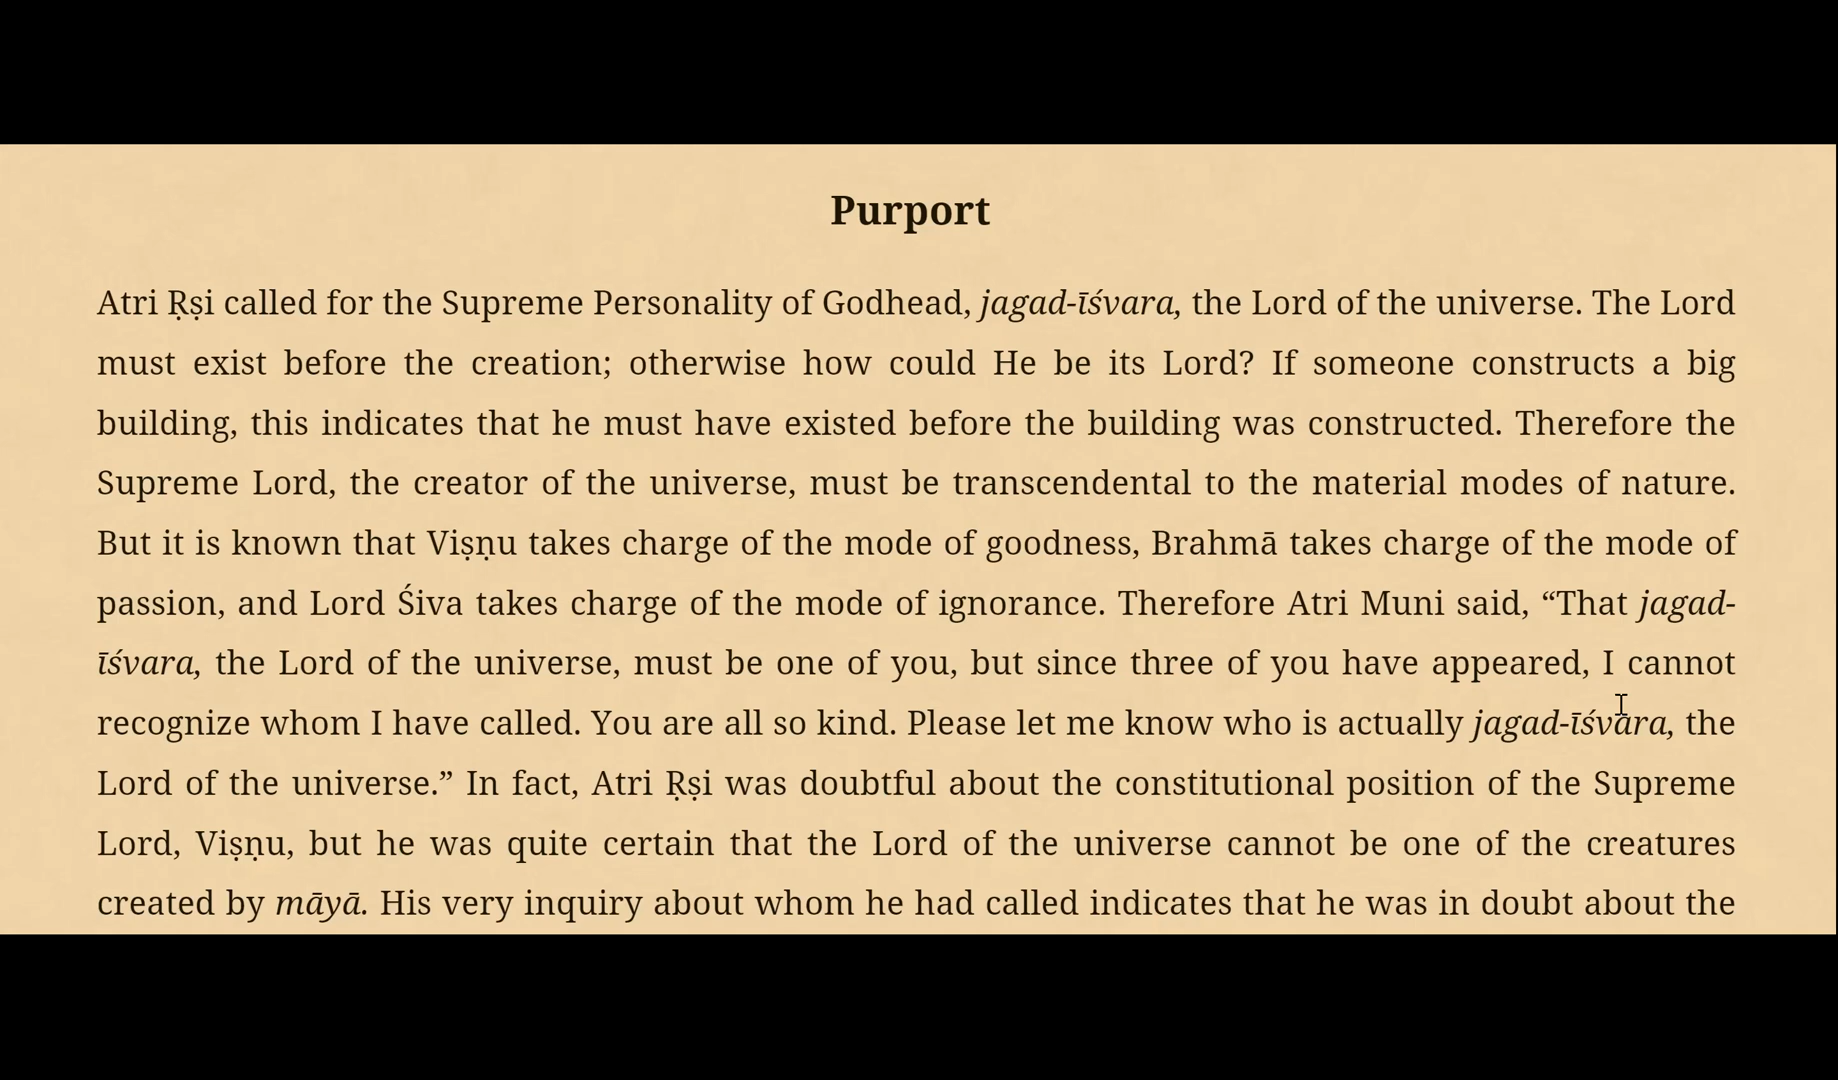 Purport
Atri Ṛṣi called for the Supreme Personality of Godhead, jagad-īśvara, the Lord of the universe. The Lord
must exist before the creation; otherwise how could He be its Lord? If someone constructs a big
building, this indicates that he must have existed before the building was constructed. Therefore the
Supreme Lord, the creator of the universe, must be transcendental to the material modes of nature.
But it is known that Viṣṇu takes charge of the mode of goodness, Brahmā takes charge of the mode of
passion, and Lord Śiva takes charge of the mode of ignorance. Therefore Atri Muni said, “That jagad-
īśvara, the Lord of the universe, must be one of you, but since three of you have appeared, I cannot
recognize whom I have called. You are all so kind. Please let me know who is actually jagad-īśvara, the
Lord of the universe.” In fact, Atri Ṛṣi was doubtful about the constitutional position of the Supreme
Lord, Viṣṇu, but he was quite certain that the Lord of the universe cannot be one of the creatures
created by māyā. His very inquiry about whom he had called indicates that he was in doubt about the